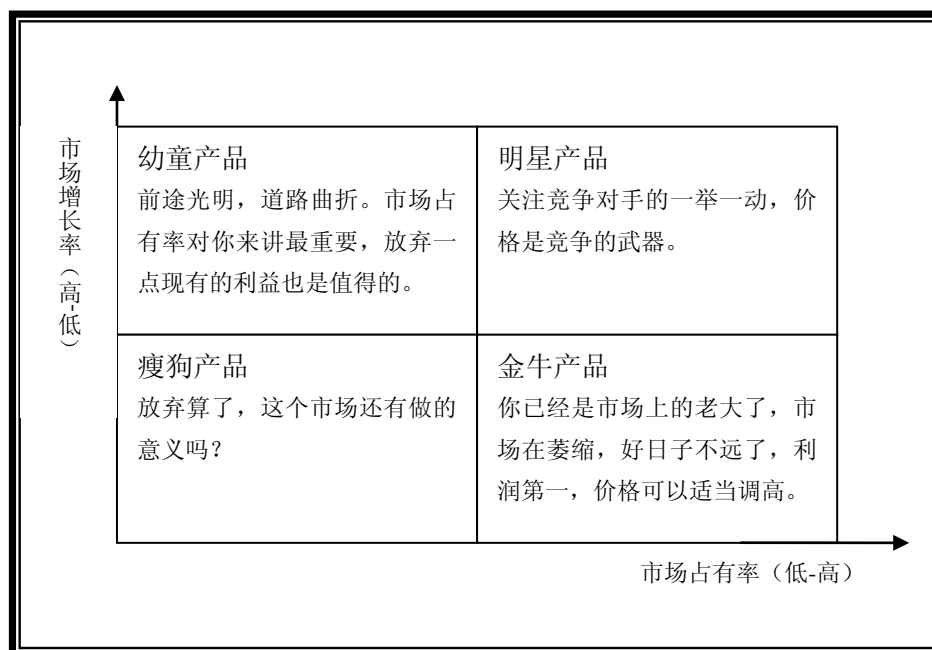 市场增长率（高-低）
幼童产品
前途光明，道路曲折。市场占
有率对你来讲最重要，放弃一
点现有的利益也是值得的。
明星产品
关注竞争对手的一举一动，价
格是竞争的武器。
瘦狗产品
放弃算了，这个市场还有做的
意义吗？
金牛产品
你已经是市场上的老大了，市
场在萎缩，好日子不远了，利
润第一，价格可以适当调高。
市场占有率（低-高）